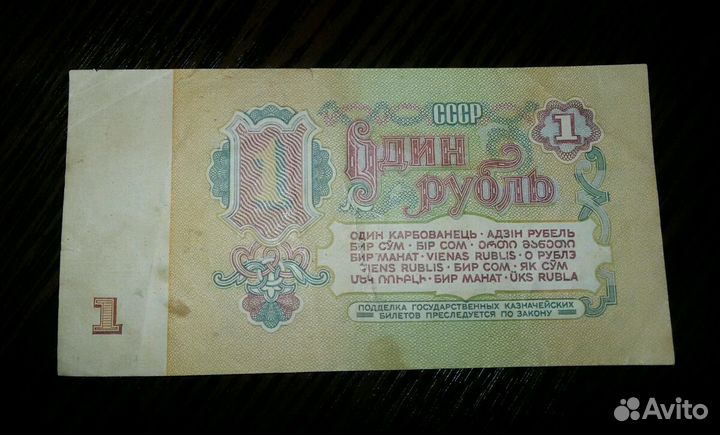 СССР
1
1
Один
рубль
ОДИН КАРБОВАНЕЦЬ · АДЗІН РУБЕЛЬ
БИР СЎМ · БІР СОМ · ᲔᲠᲗᲘ ᲛᲐᲜᲔᲗᲘ
БИР МАНАТ · VIENAS RUBLIS · О РУБЛЭ
VIENS RUBLIS · БИР СОМ · ЯК СӮМ
ՄԵԿ ՌՈՒԲԼԻ · БИР МАНАТ · ÜKS RUBLA
ПОДДЕЛКА ГОСУДАРСТВЕННЫХ КАЗНАЧЕЙСКИХ
БИЛЕТОВ ПРЕСЛЕДУЕТСЯ ПО ЗАКОНУ
1
Avito